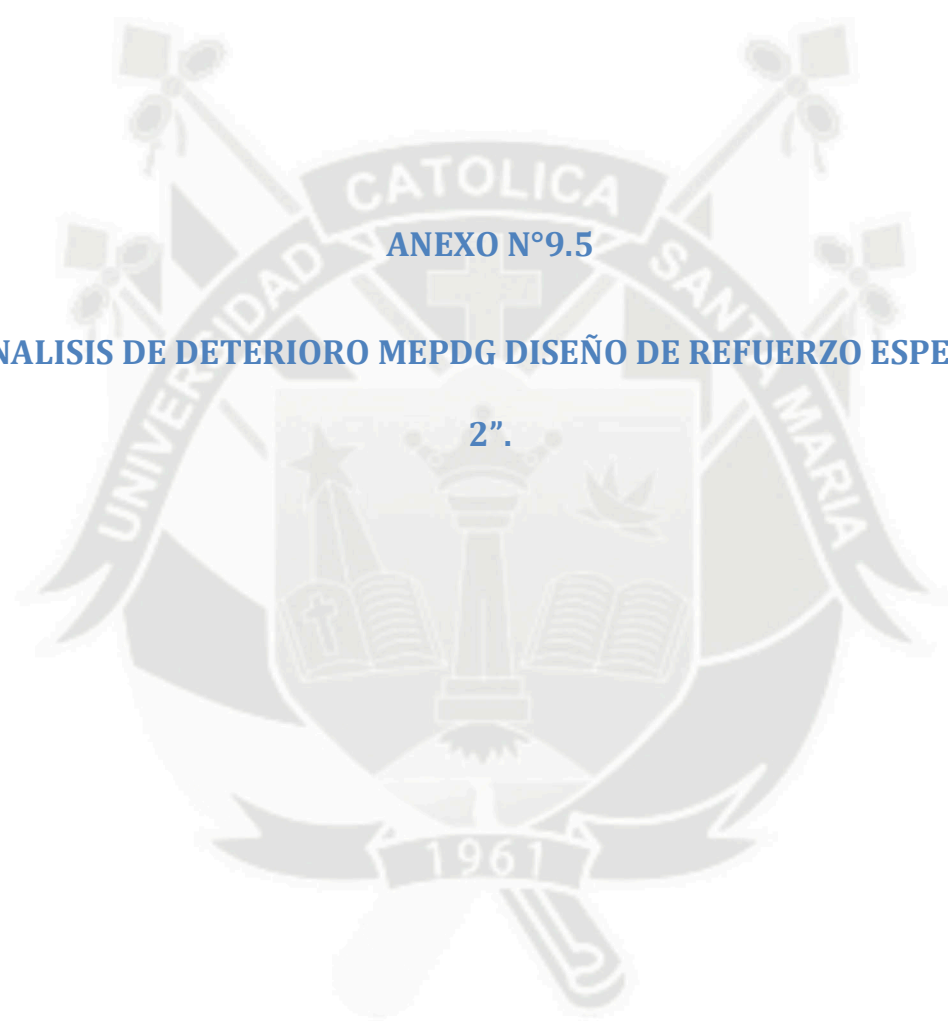 ANEXO N°9.5
NALISIS DE DETERIORO MEPDG DISEÑO DE REFUERZO ESPE
2”.
UNIVERSIDAD CATOLICA SANTA MARIA
1961